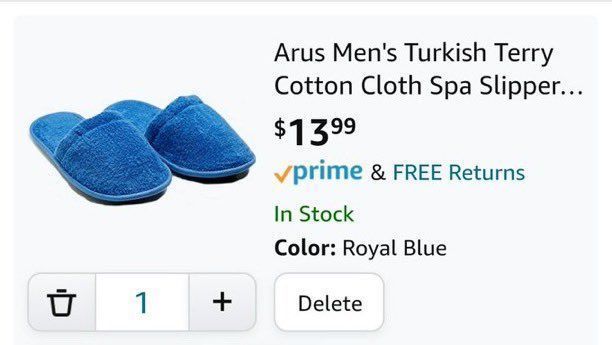 Arus Men's Turkish Terry
Cotton Cloth Spa Slipper...
$13.99
prime & FREE Returns
In Stock
Color: Royal Blue
1 + Delete